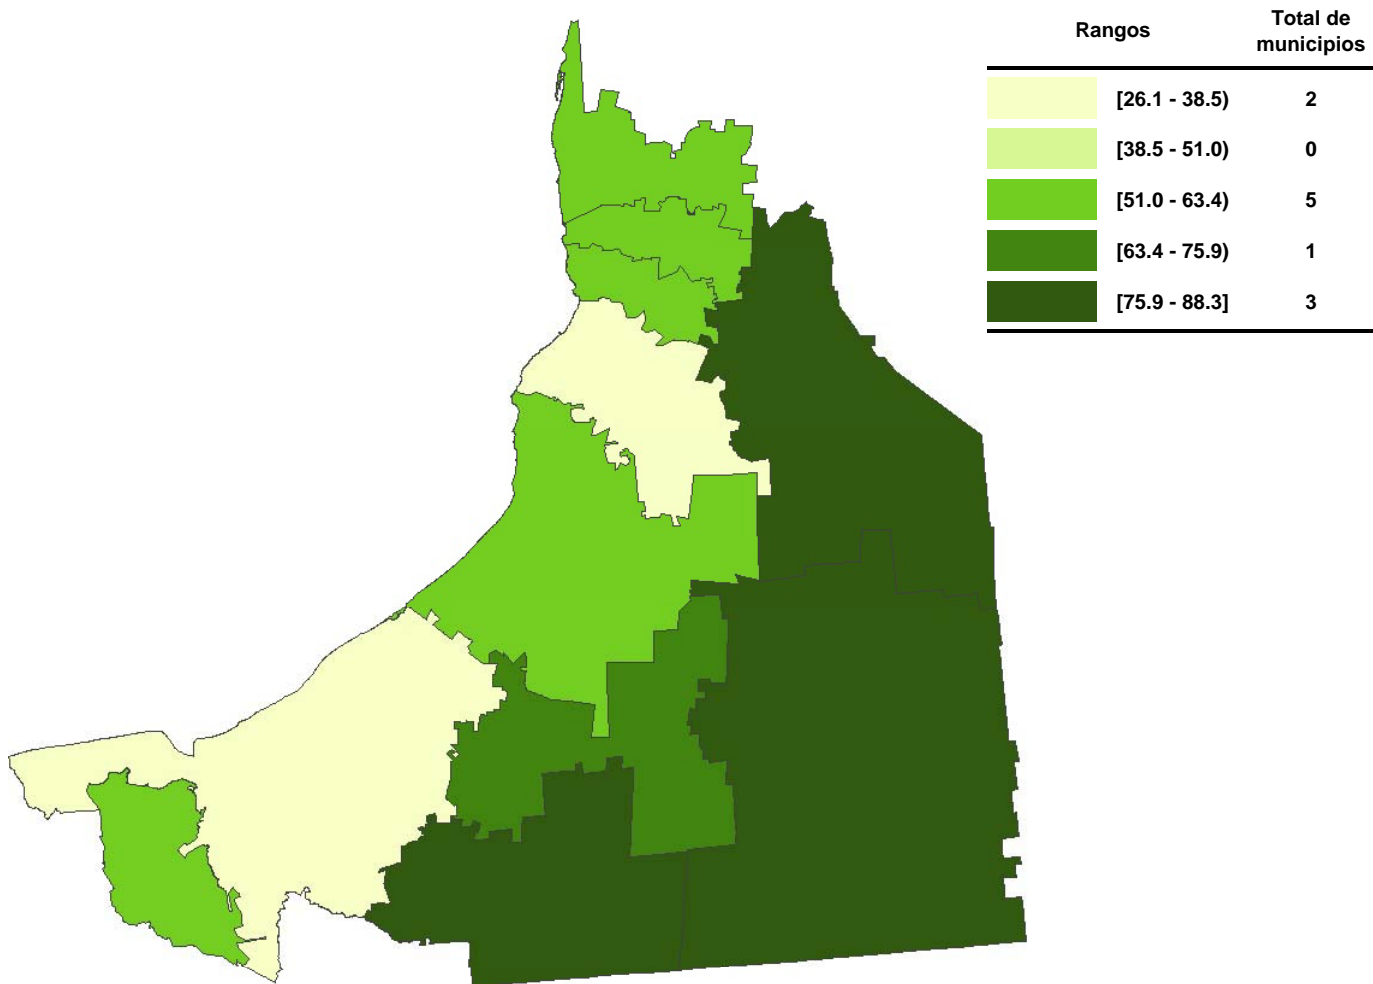 Rangos Total de
municipios
[26.1 - 38.5) 2
[38.5 - 51.0) 0
[51.0 - 63.4) 5
[63.4 - 75.9) 1
[75.9 - 88.3] 3